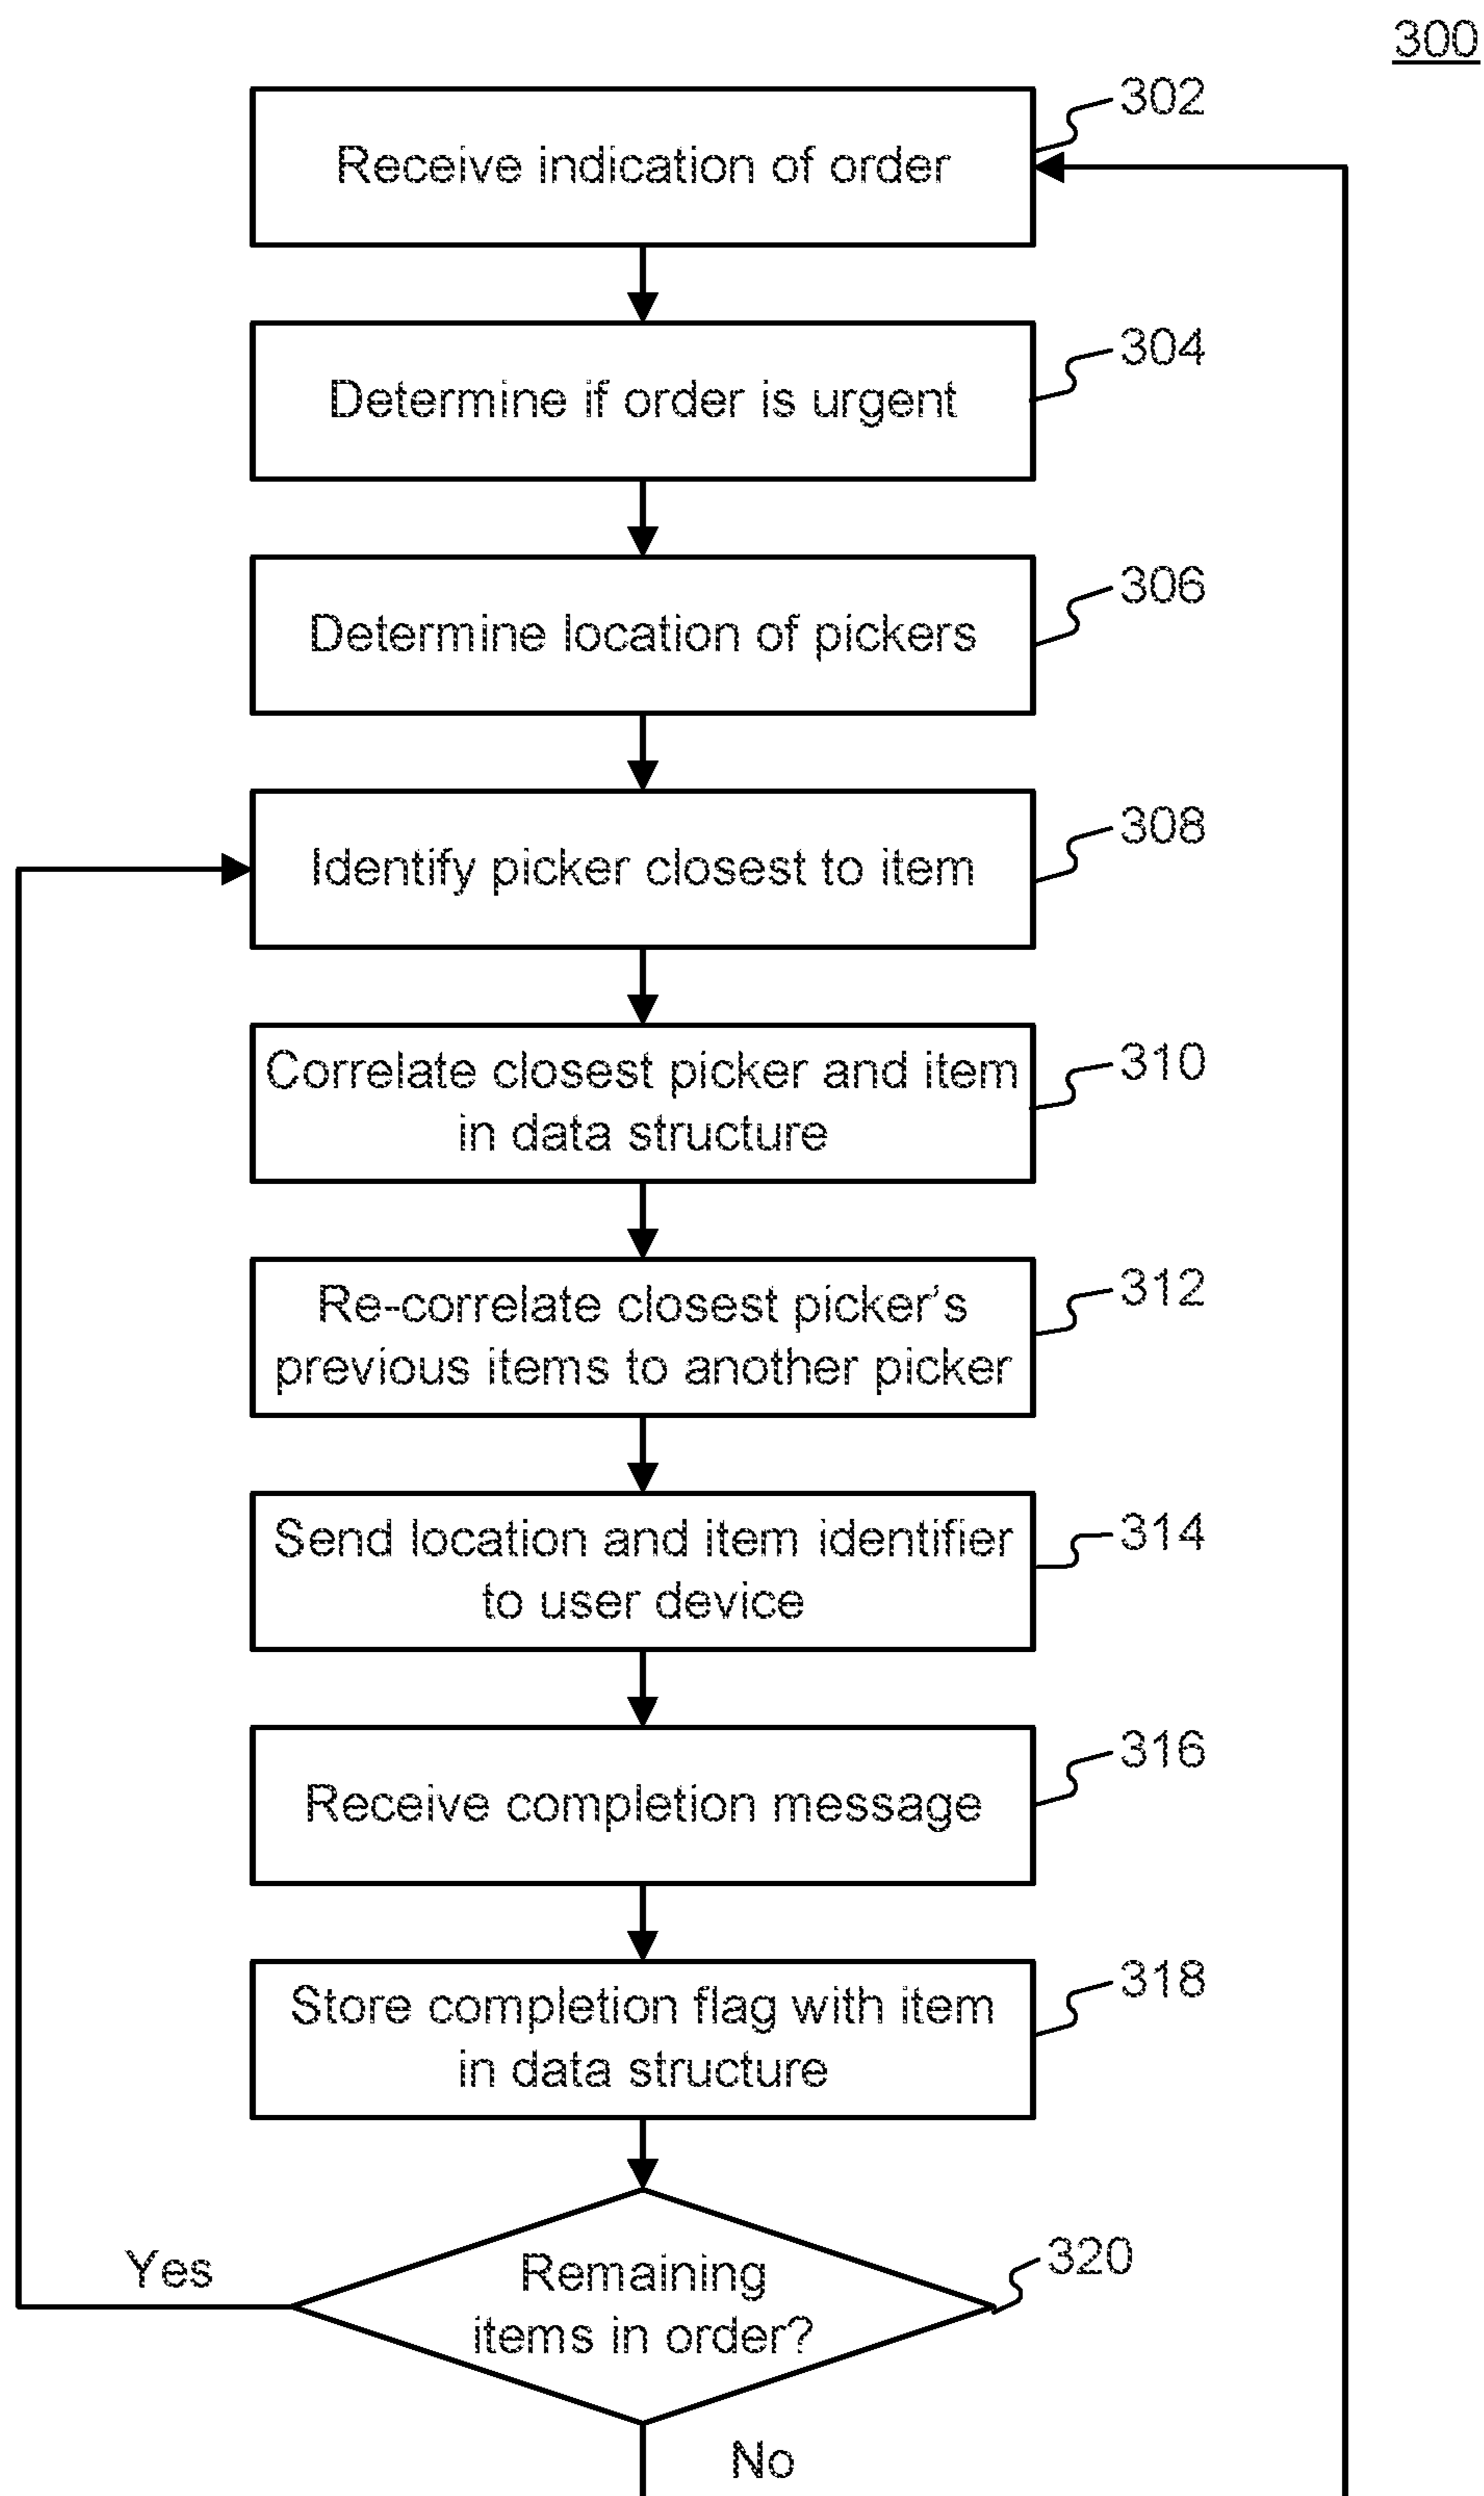 300
302
Receive indication of order
304
Determine if order is urgent
306
Determine location of pickers
308
Identify picker closest to item
310
Correlate closest picker and item
in data structure
312
Re-correlate closest picker's
previous items to another picker
314
Send location and item identifier
to user device
316
Receive completion message
318
Store completion flag with item
in data structure
320
Yes
Remaining
items in order?
No